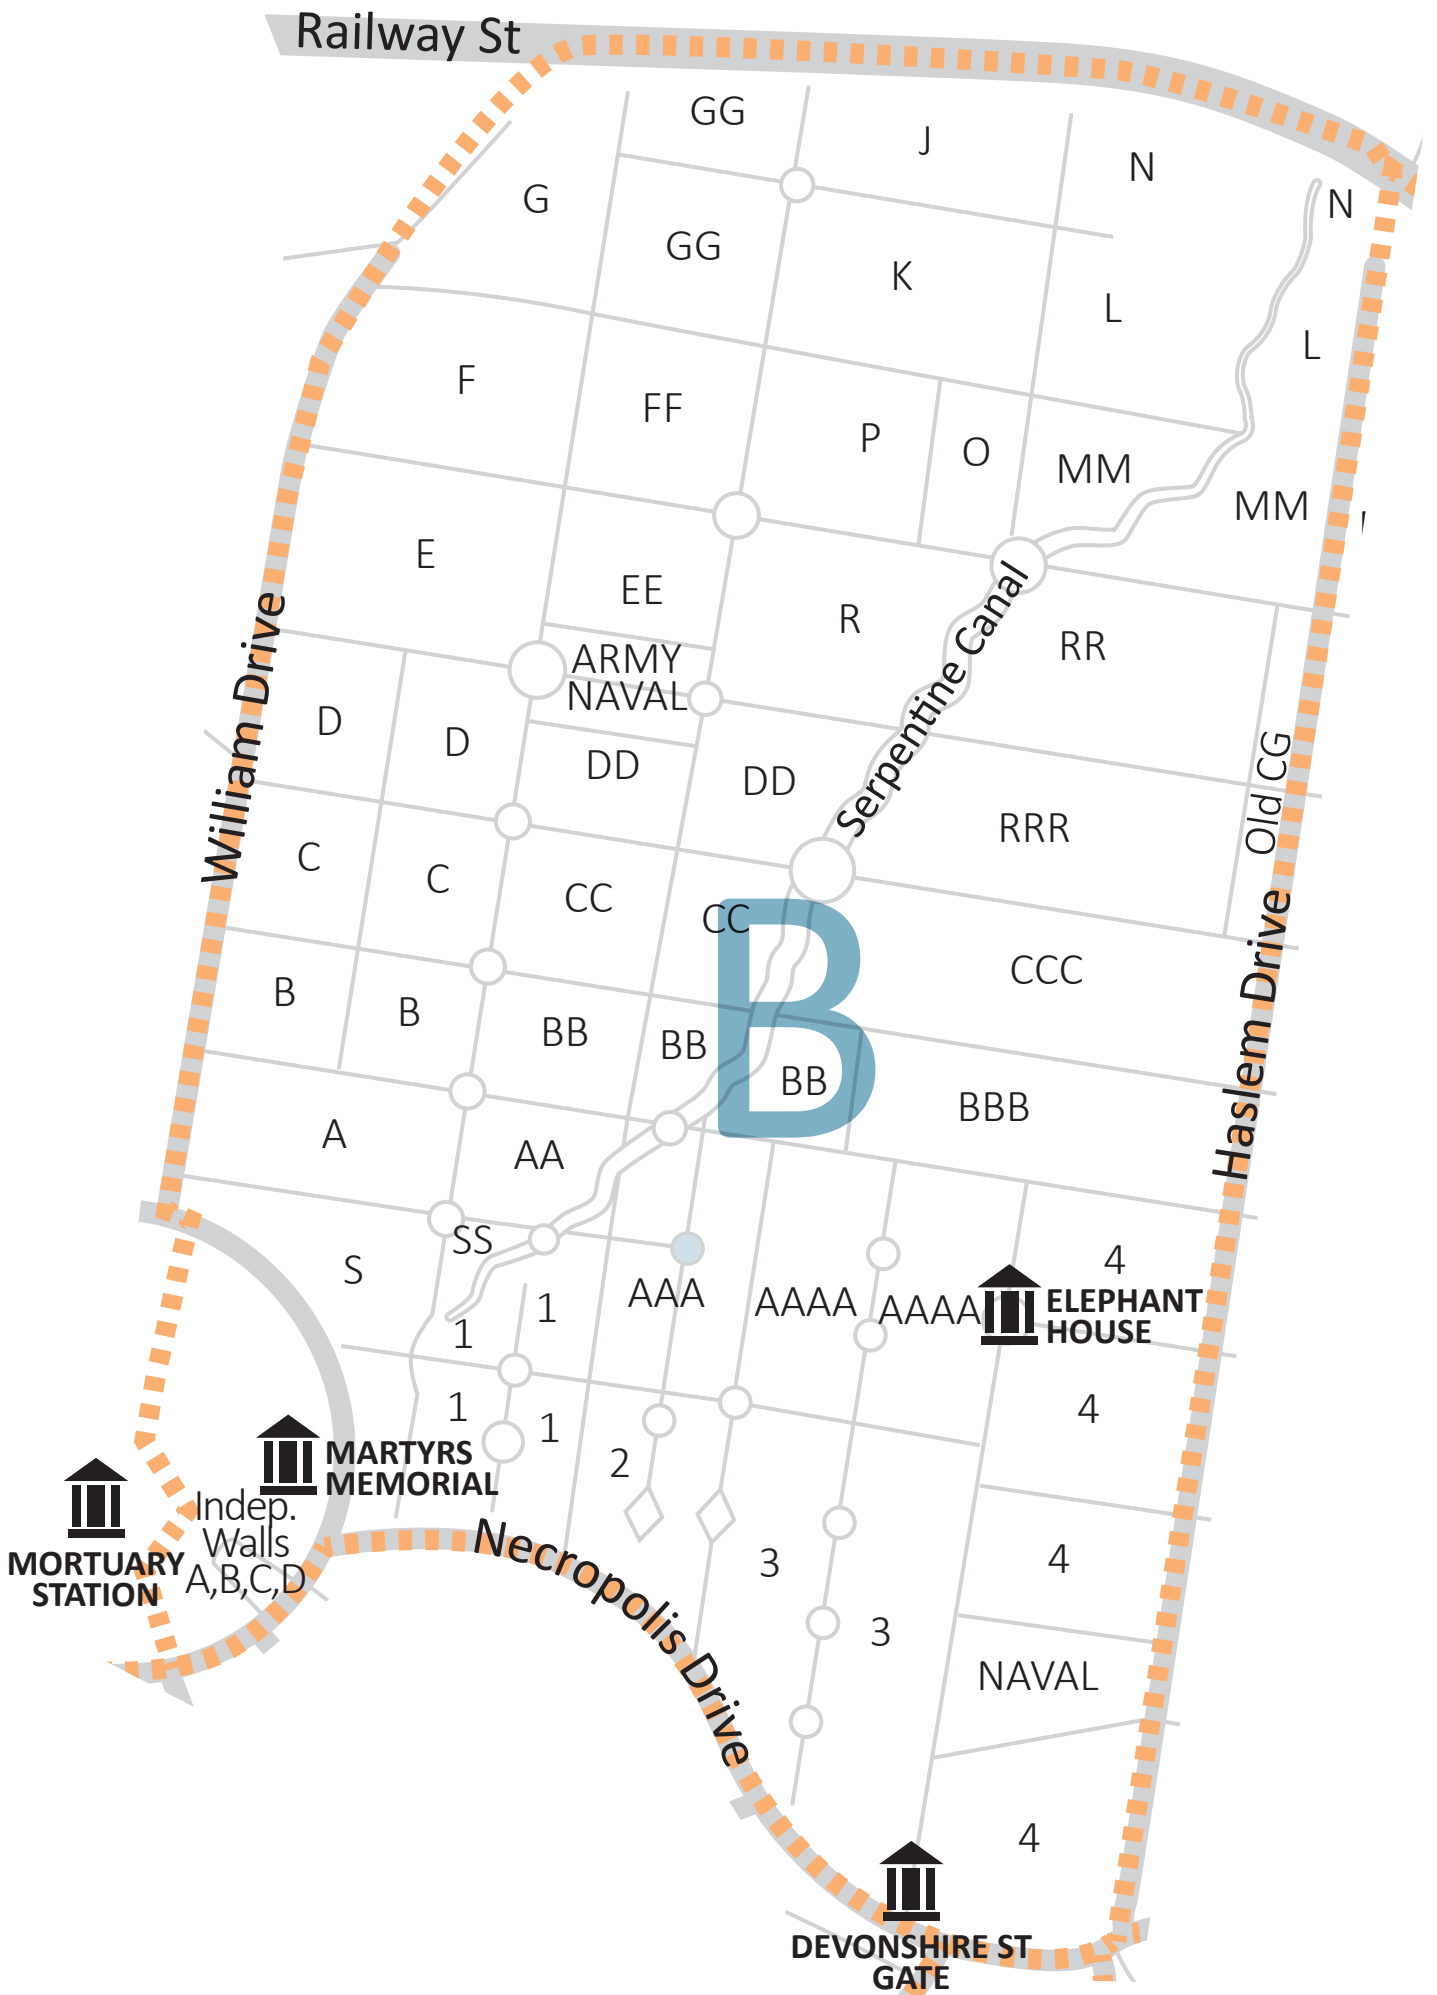 Railway St
GG
J
N
G
N
GG
K
L
L
F
FF
P
O
MM
MM
E
EE
R
RR
ARMY
NAVAL
D
D
DD
DD
Serpentine Canal
William Drive
RRR
Old CG
C
C
CC
CC
B
CCC
B
B
BB
BB
BB
BBB
Haslem Drive
A
AA
SS
S
4
1
AAA
AAAA
AAAA
ELEPHANT
HOUSE
1
1
1
4
2
MARTYRS
MEMORIAL
Indep.
Walls
A,B,C,D
MORTUARY
STATION
Necropolis Drive
3
4
3
NAVAL
4
DEVONSHIRE ST
GATE